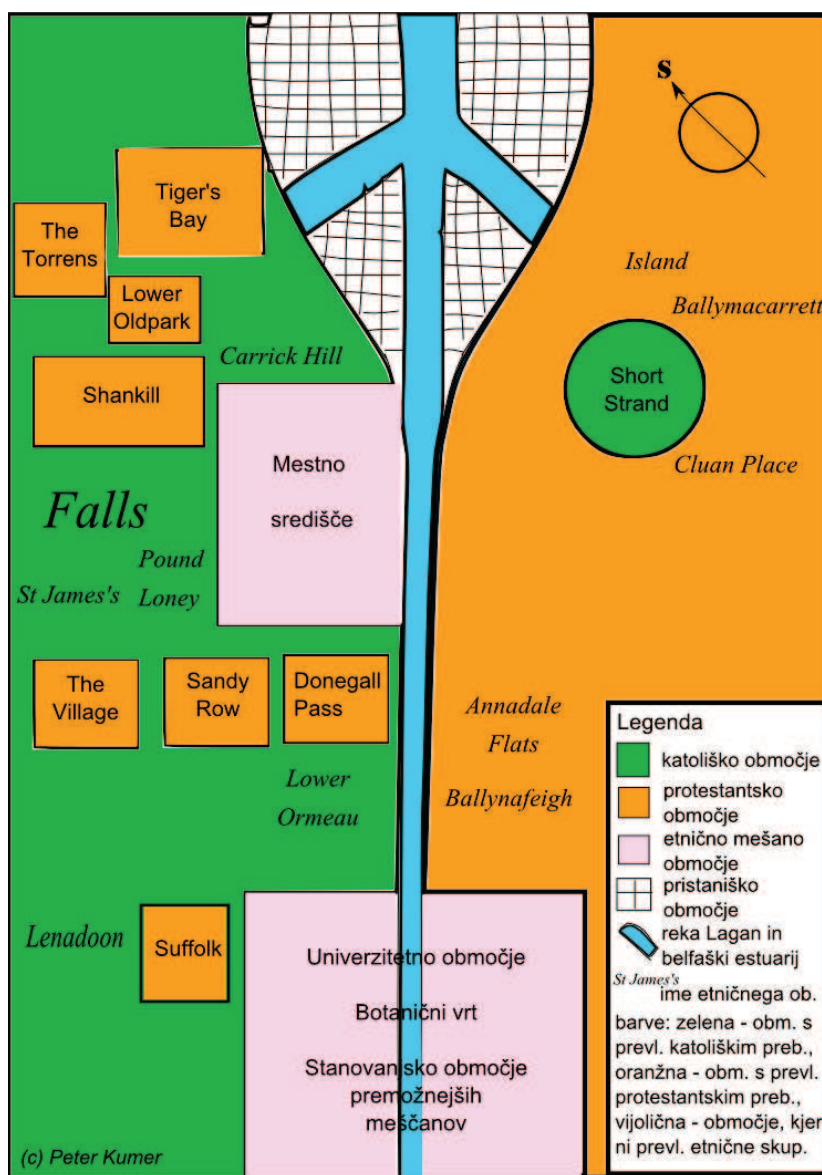 S
Tiger's
Bay
The
Torrens
Lower
Oldpark
Carrick Hill
Shankill
Mestno
središče
Falls
Pound
Loney
St James's
The
Village
Sandy
Row
Donegall
Pass
Lower
Ormeau
Lenadoon
Suffolk
Island
Ballymacarrett
Short
Strand
Cluan Place
Annadale
Flats
Ballynafeigh
Univerzitetno območje
Botanični vrt
Stanovanjsko območje
premožnejših
meščanov
Legenda
katoliško območje
protestantsko
območje
etnično mešano
območje
pristaniško
območje
reka Lagan in
belfaški estuarij
St James's
ime etničnega ob.
barve: zelena - obm. s
prevl. katoliškim preb.,
oranžna - obm. s prevl.
protestantskim preb.,
vijolična - območje, kjer
ni prevl. etnične skup.
(c) Peter Kumer